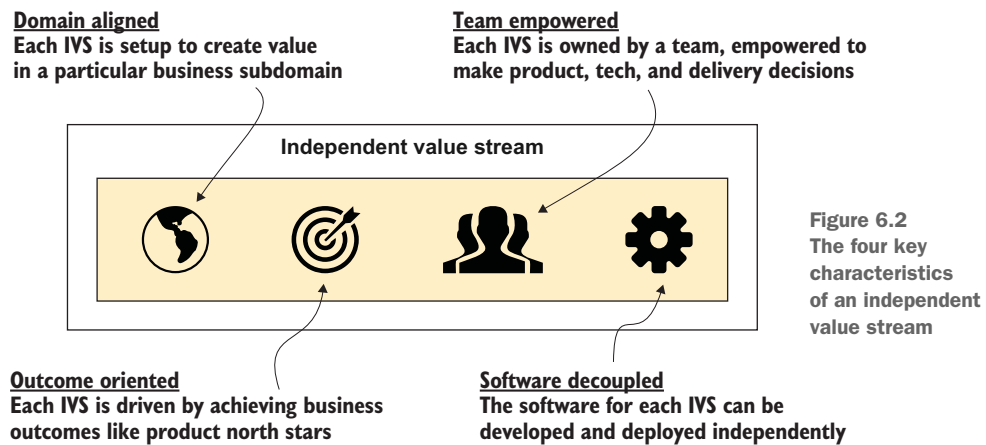 Domain aligned
Each IVS is setup to create value
in a particular business subdomain
Team empowered
Each IVS is owned by a team, empowered to
make product, tech, and delivery decisions
Independent value stream
Figure 6.2
The four key
characteristics
of an independent
value stream
Outcome oriented
Each IVS is driven by achieving business
outcomes like product north stars
Software decoupled
The software for each IVS can be
developed and deployed independently